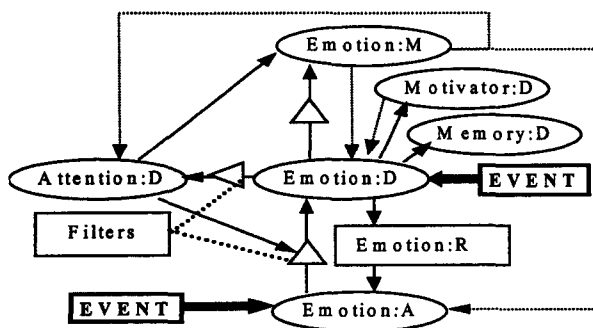 Emotion:M
Motivator:D
Memory:D
Attention:D
Emotion:D
EVENT
Filters
Emotion:R
EVENT
Emotion:A